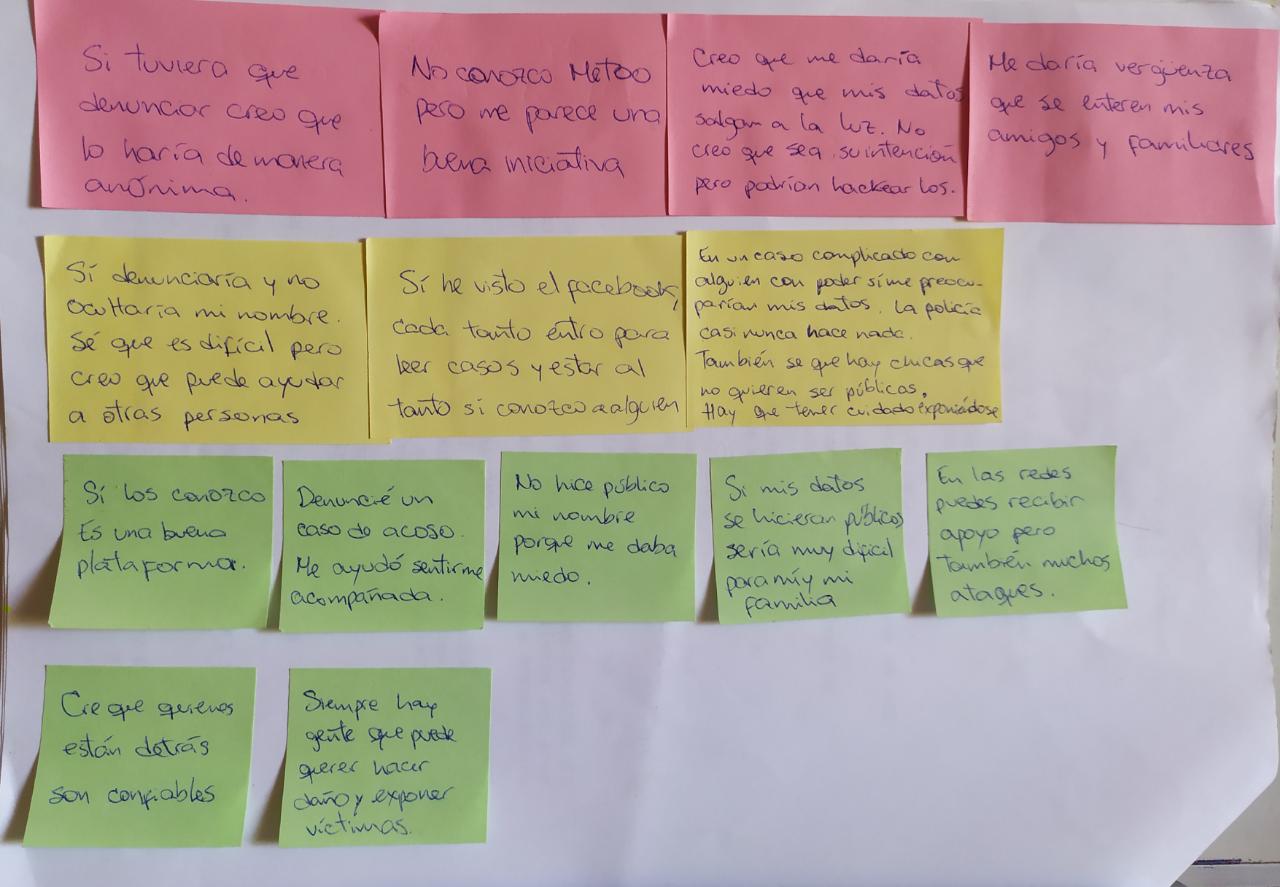 Si tuviera que
denunciar creo que
lo haría de manera
anónima.
No conozco Metoo
pero me parece una
buena iniciativa
Creo que me daría
miedo que mis datos
salgan a la luz. No
creo que sea su intención
pero podrían hackear los.
Me daría vergüenza
que se enteren mis
amigos y familiares
Sí denunciaría y no
ocultaría mi nombre.
Sé que es difícil pero
creo que puede ayudar
a otras personas
Sí he visto el facebook,
cada tanto entro para
leer casos y estar al
tanto si conozco a alguien
En un caso complicado con
alguien con poder sí me preocu-
parían mis datos. La policía
casi nunca hace nada.
También se que hay chicas que
no quieren ser públicas.
Hay que tener cuidado exponiédose
Sí los conozco
Es una buena
plataforma.
Denuncié un
caso de acoso.
Me ayudó sentirme
acompañada.
No hice público
mi nombre
porque me daba
miedo.
Si mis datos
se hicieran públicos
sería muy dificil
para mí y mi
familia
En las redes
puedes recibir
apoyo pero
También muchos
ataques.
Cre que quienes
están detrás
son confiables
Siempre hay
gente que puede
querer hacer
daño y exponer
víctimas.